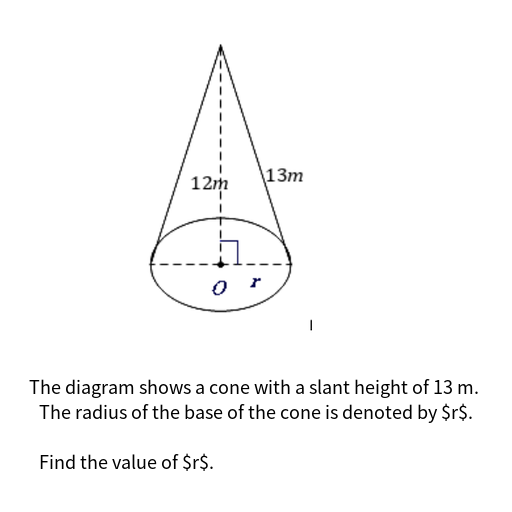 12m
13m
O r
The diagram shows a cone with a slant height of 13 m.
The radius of the base of the cone is denoted by $r$.
Find the value of $r$.